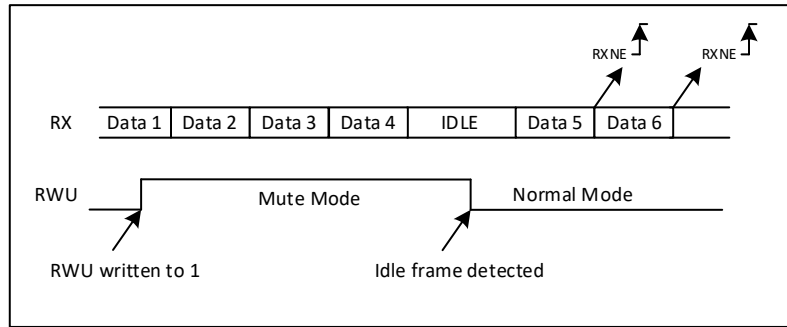 RXNE RXNE
RX Data 1 Data 2 Data 3 Data 4 IDLE Data 5 Data 6
RWU Mute Mode Normal Mode
RWU written to 1 Idle frame detected